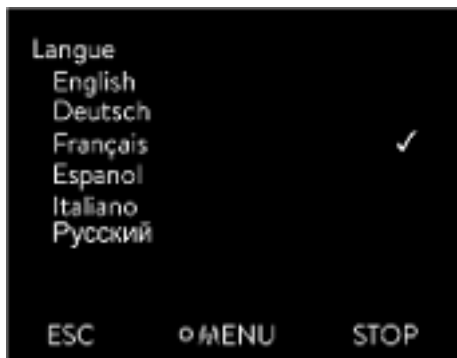 Langue
English
Deutsch
Français ✓
Espanol
Italiano
Русский
ESC MENU STOP